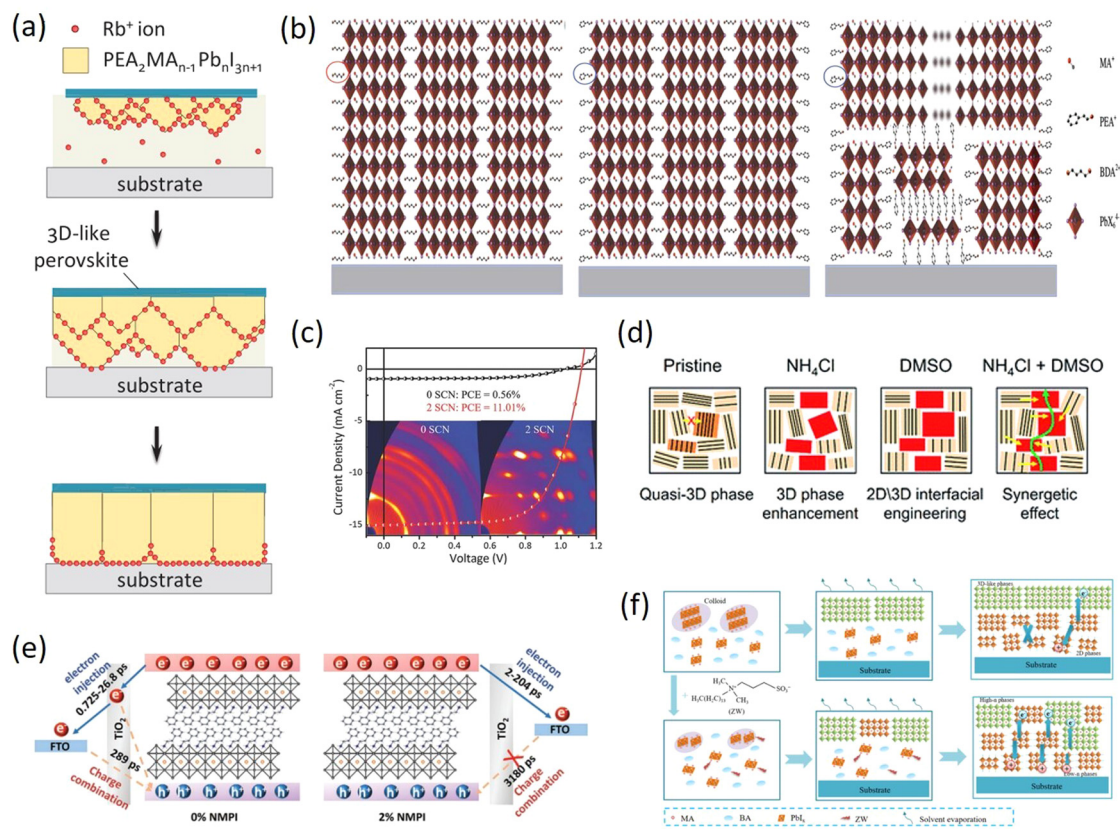 (a)
Rb+ ion
PEA2MAn-1PbnI3n+1
substrate
3D-like
perovskite
substrate
substrate
(b)
MA+
PEA+
BDA2+
(c)
Current Density (mA cm-2)
0
-5
-10
-15
0 SCN: PCE = 0.56%
2 SCN: PCE = 11.01%
0 SCN
2 SCN
0.0 0.2 0.4 0.6 0.8 1.0 1.2
Voltage (V)
(d)
Pristine
NH4Cl
DMSO
NH4Cl + DMSO
Quasi-3D phase
3D phase
enhancement
2D\3D interfacial
engineering
Synergetic
effect
(e)
electron
injection
0.725-26.8 ps
e-
TiO2
FTO
289 ps
Charge
combination
0% NMPI
electron
injection
2-204 ps
TiO2
FTO
3180 ps
Charge
combination
2% NMPI
(f)
Colloid
Substrate
3D-like phases
2D phases
Substrate
+
(ZW)
Substrate
High-n phases
Low-n phases
Substrate
MA
BA
PbI6
ZW
Solvent evaporation